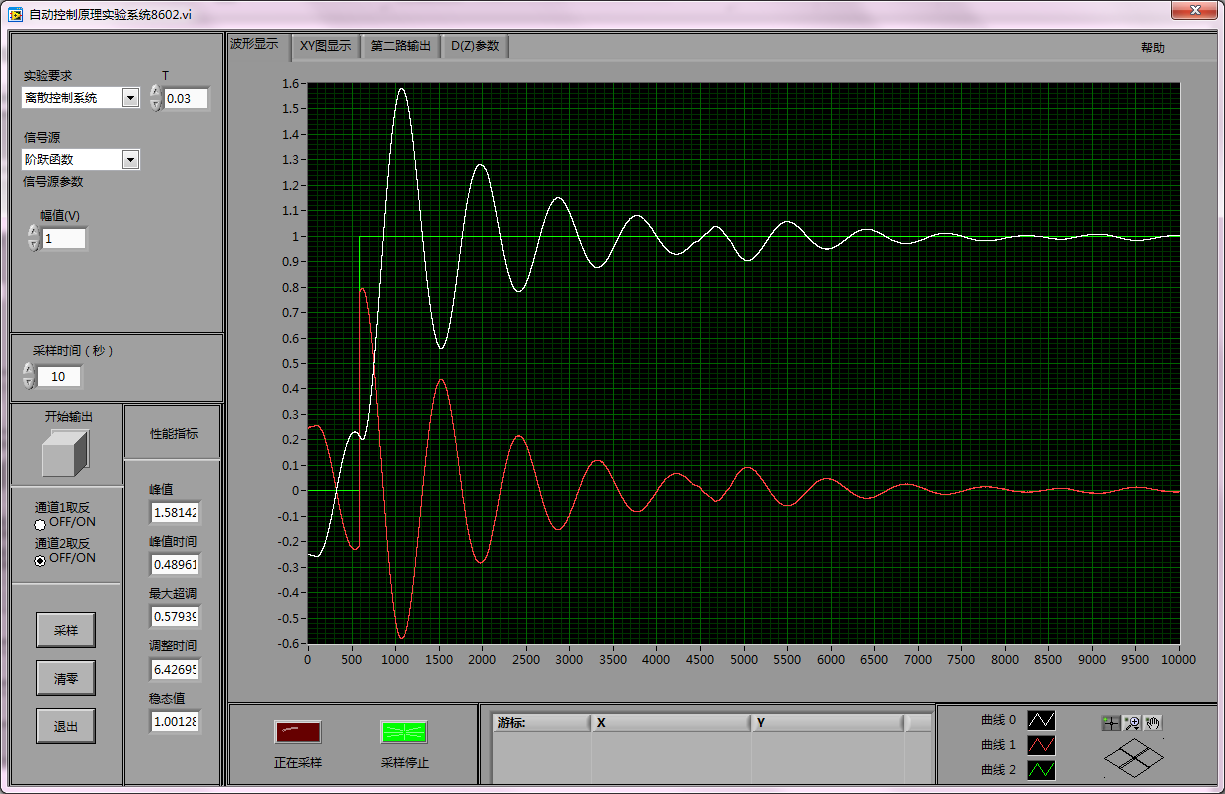 自动控制原理实验系统8602.vi
波形显示 XY图显示 第二路输出 D(Z)参数 帮助
实验要求 T
离散控制系统 0.03
信号源
阶跃函数
信号源参数
幅值(V)
1
采样时间（秒）
10
开始输出
通道1取反
OFF/ON
通道2取反
OFF/ON
采样
清零
退出
性能指标
峰值
1.58142
峰值时间
0.48961
最大超调
0.57939
调整时间
6.42695
稳态值
1.00128
1.6
1.5
1.4
1.3
1.2
1.1
1
0.9
0.8
0.7
0.6
0.5
0.4
0.3
0.2
0.1
0
-0.1
-0.2
-0.3
-0.4
-0.5
-0.6
0 500 1000 1500 2000 2500 3000 3500 4000 4500 5000 5500 6000 6500 7000 7500 8000 8500 9000 9500 10000
正在采样 采样停止
游标: X Y
曲线 0
曲线 1
曲线 2